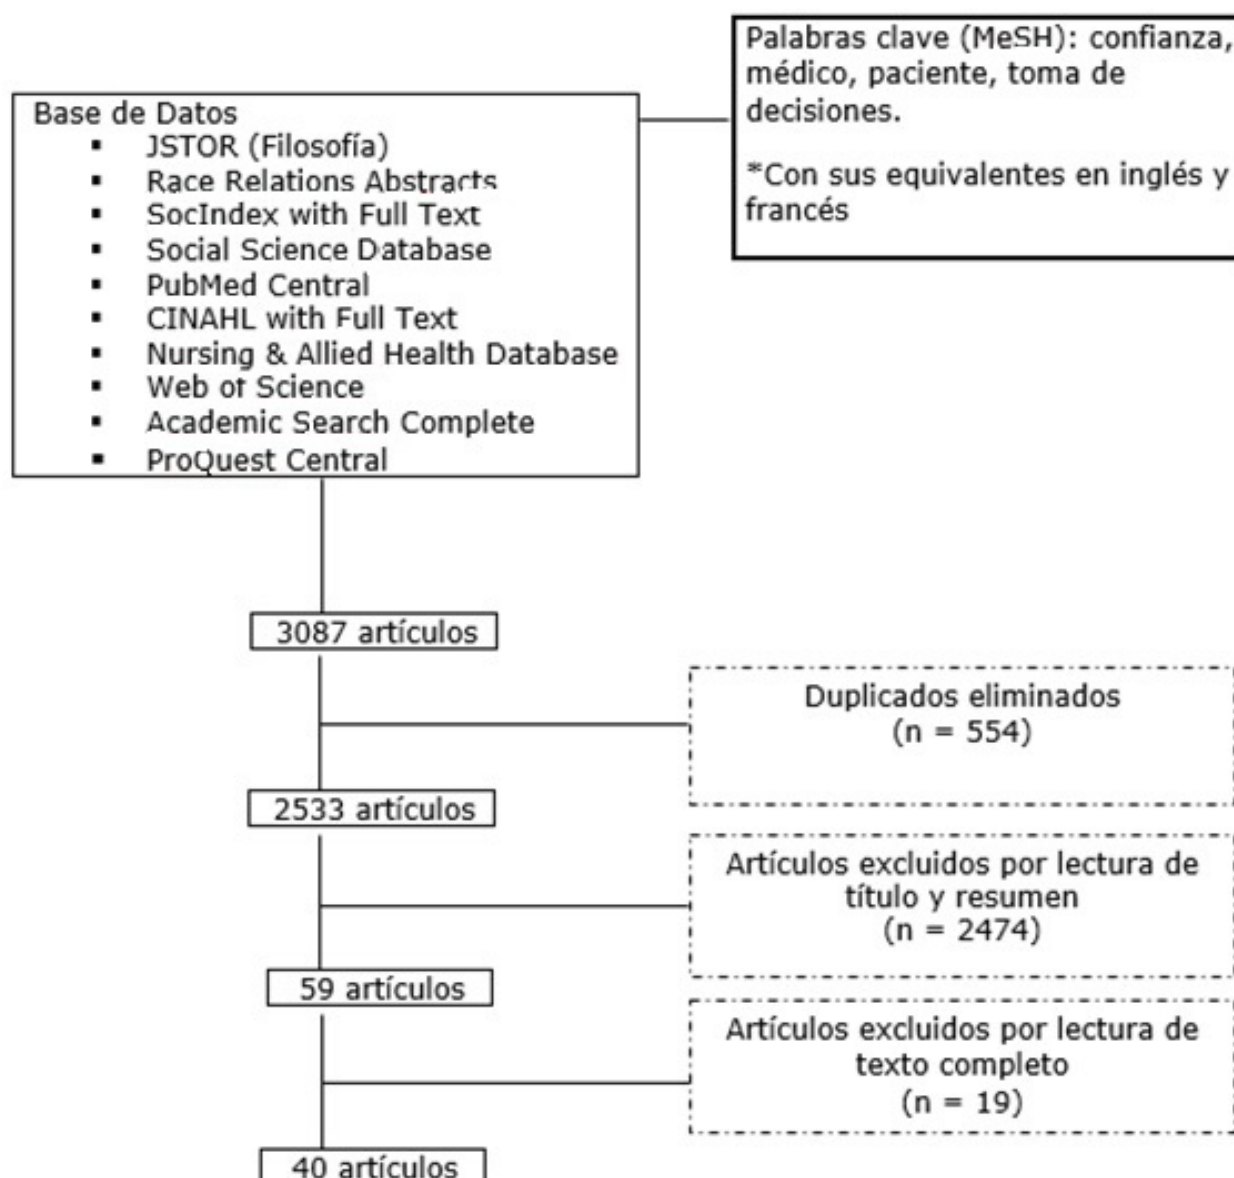 Palabras clave (MeSH): confianza,
médico, paciente, toma de
decisiones.
*Con sus equivalentes en inglés y
francés
Base de Datos
▪ JSTOR (Filosofía)
▪ Race Relations Abstracts
▪ SocIndex with Full Text
▪ Social Science Database
▪ PubMed Central
▪ CINAHL with Full Text
▪ Nursing & Allied Health Database
▪ Web of Science
▪ Academic Search Complete
▪ ProQuest Central
3087 artículos
Duplicados eliminados
(n = 554)
2533 artículos
Artículos excluidos por lectura de
título y resumen
(n = 2474)
59 artículos
Artículos excluidos por lectura de
texto completo
(n = 19)
40 artículos